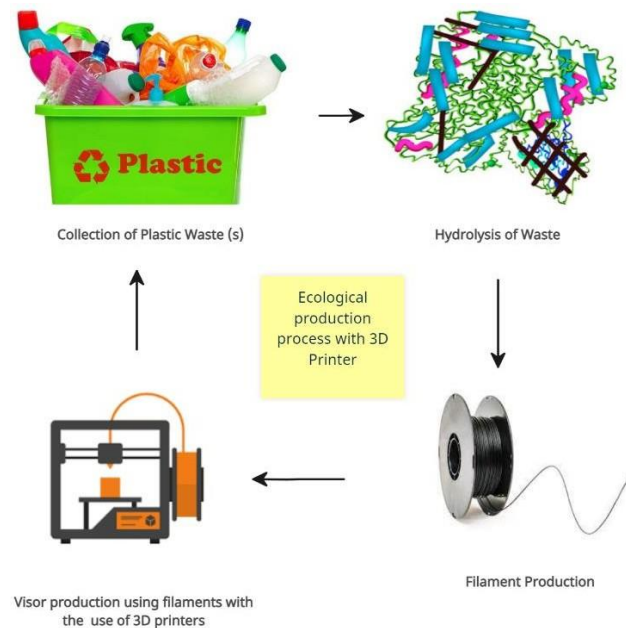 Plastic
Collection of Plastic Waste (s)
Hydrolysis of Waste
Ecological
production
process with 3D
Printer
Filament Production
Visor production using filaments with
the use of 3D printers